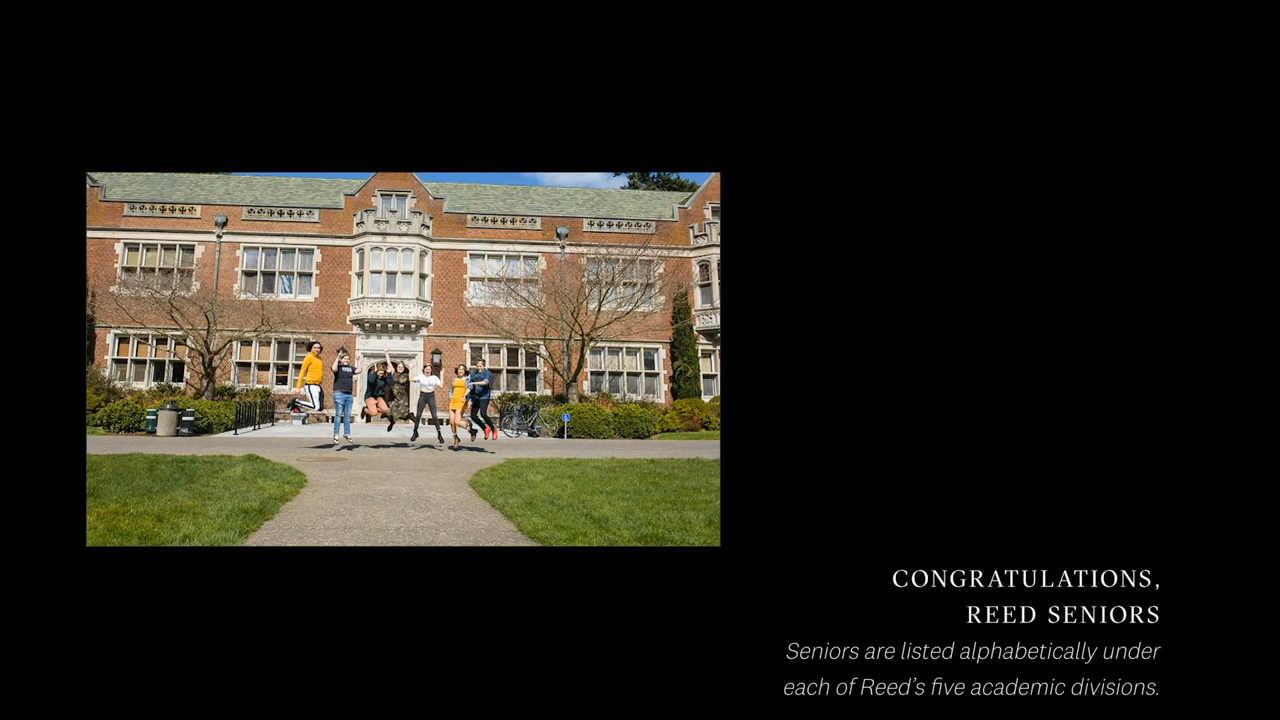 CONGRATULATIONS,
REED SENIORS
Seniors are listed alphabetically under
each of Reed’s five academic divisions.